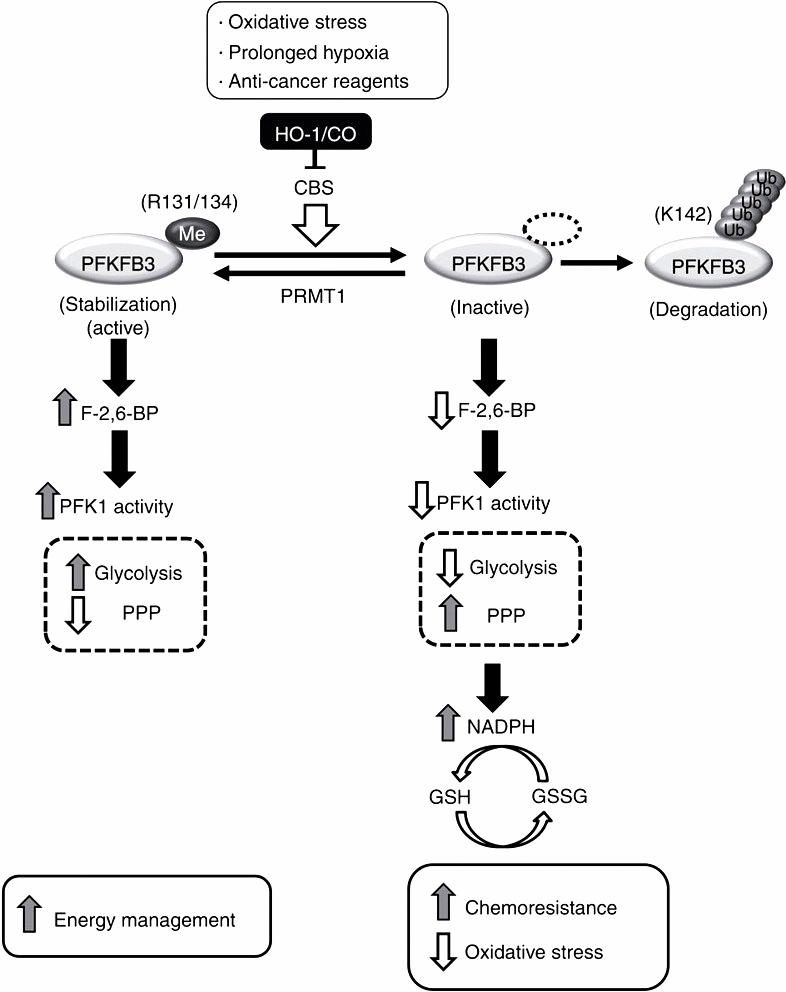 · Oxidative stress
· Prolonged hypoxia
· Anti-cancer reagents
HO-1/CO
CBS
(R131/134)
Me
PFKFB3
(Stabilization)
(active)
PRMT1
PFKFB3
(Inactive)
(K142)
Ub
Ub
Ub
Ub
Ub
PFKFB3
(Degradation)
F-2,6-BP
PFK1 activity
Glycolysis
PPP
F-2,6-BP
PFK1 activity
Glycolysis
PPP
NADPH
GSH
GSSG
Energy management
Chemoresistance
Oxidative stress